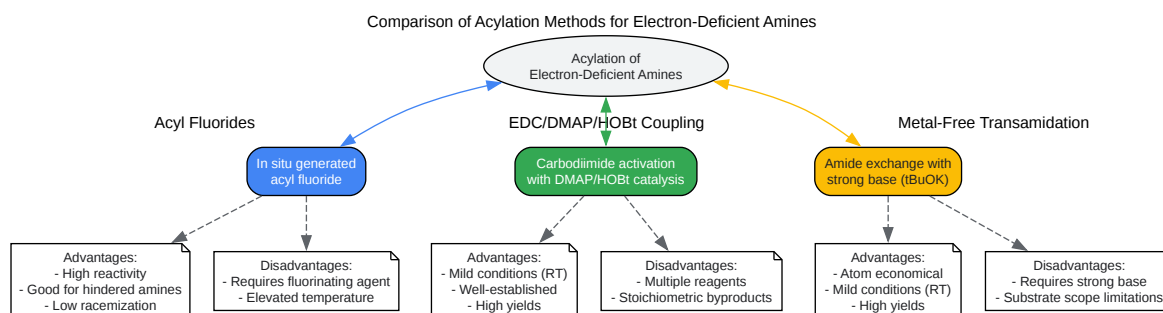 Comparison of Acylation Methods for Electron-Deficient Amines
Acylation of
Electron-Deficient Amines
Acyl Fluorides
EDC/DMAP/HOBt Coupling
Metal-Free Transamidation
In situ generated
acyl fluoride
Carbodiimide activation
with DMAP/HOBt catalysis
Amide exchange with
strong base (tBuOK)
Advantages:
- High reactivity
- Good for hindered amines
- Low racemization
Disadvantages:
- Requires fluorinating agent
- Elevated temperature
Advantages:
- Mild conditions (RT)
- Well-established
- High yields
Disadvantages:
- Multiple reagents
- Stoichiometric byproducts
Advantages:
- Atom economical
- Mild conditions (RT)
- High yields
Disadvantages:
- Requires strong base
- Substrate scope limitations